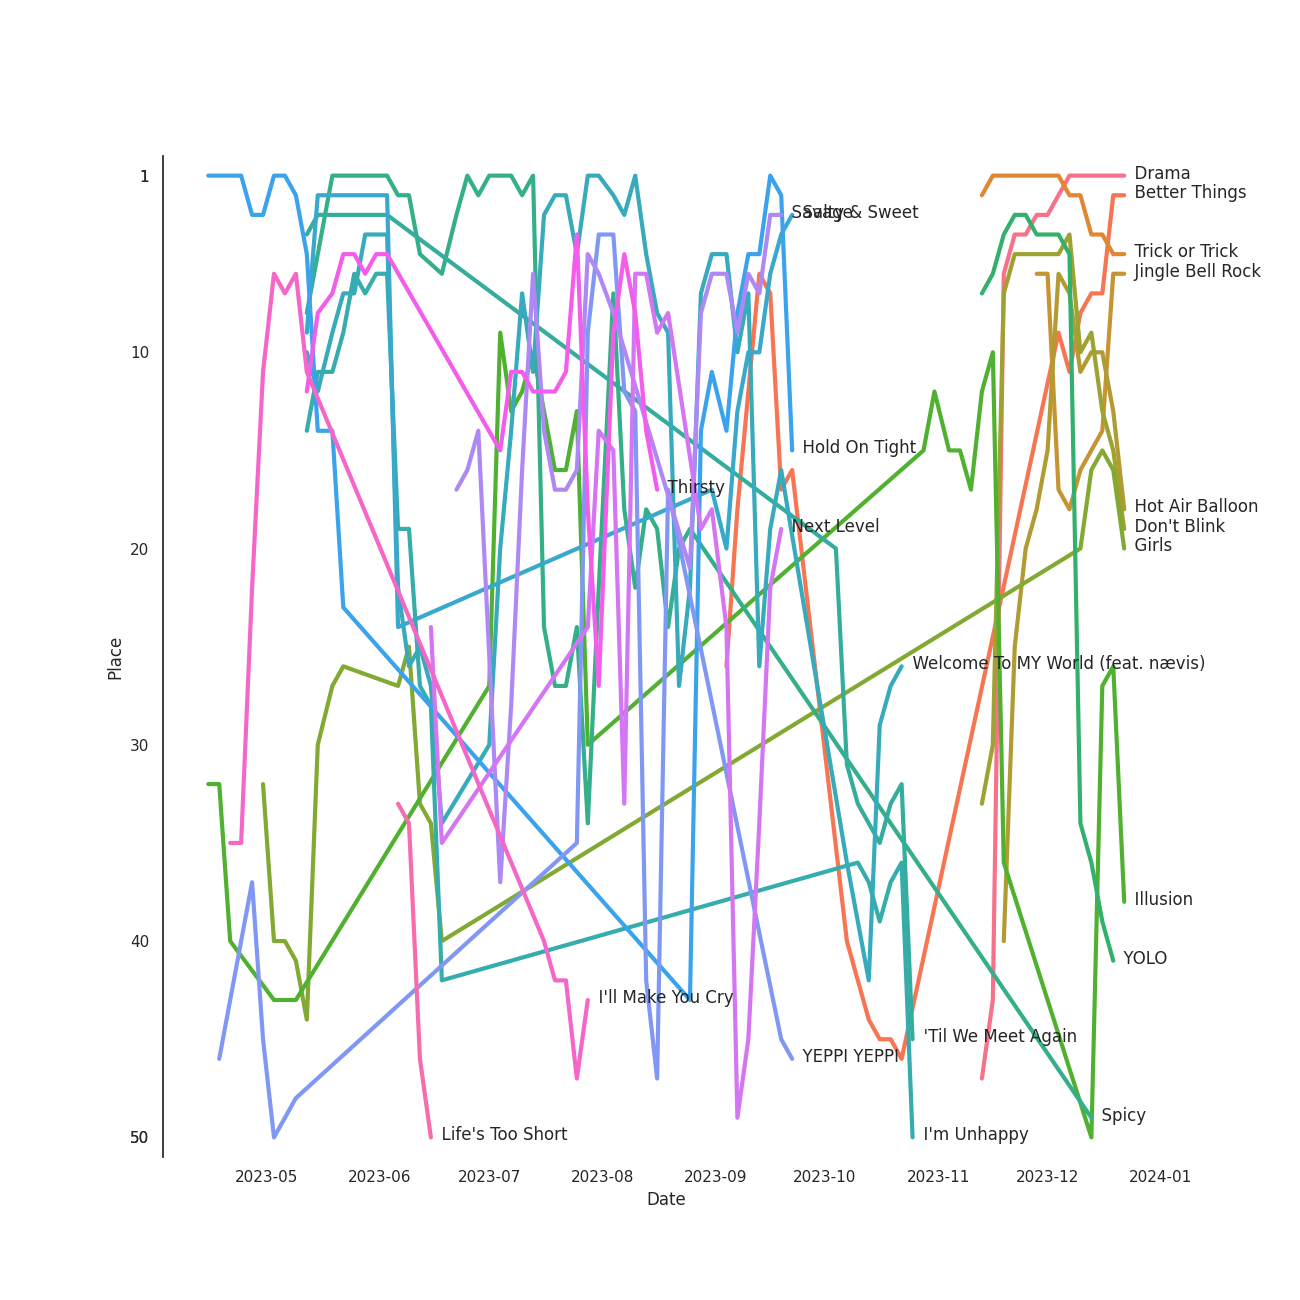 Drama
1
Better Things
Savage
Salty & Sweet
Trick or Trick
Jingle Bell Rock
10
Hold On Tight
Thirsty
Hot Air Balloon
Next Level
Don't Blink
20
Girls
Welcome To MY World (feat. nævis)
Place
30
Illusion
40
YOLO
I'll Make You Cry
'Til We Meet Again
YEPPI YEPPI
Spicy
50
Life's Too Short
I'm Unhappy
2023-05 2023-06 2023-07 2023-08 2023-09 2023-10 2023-11 2023-12 2024-01
Date